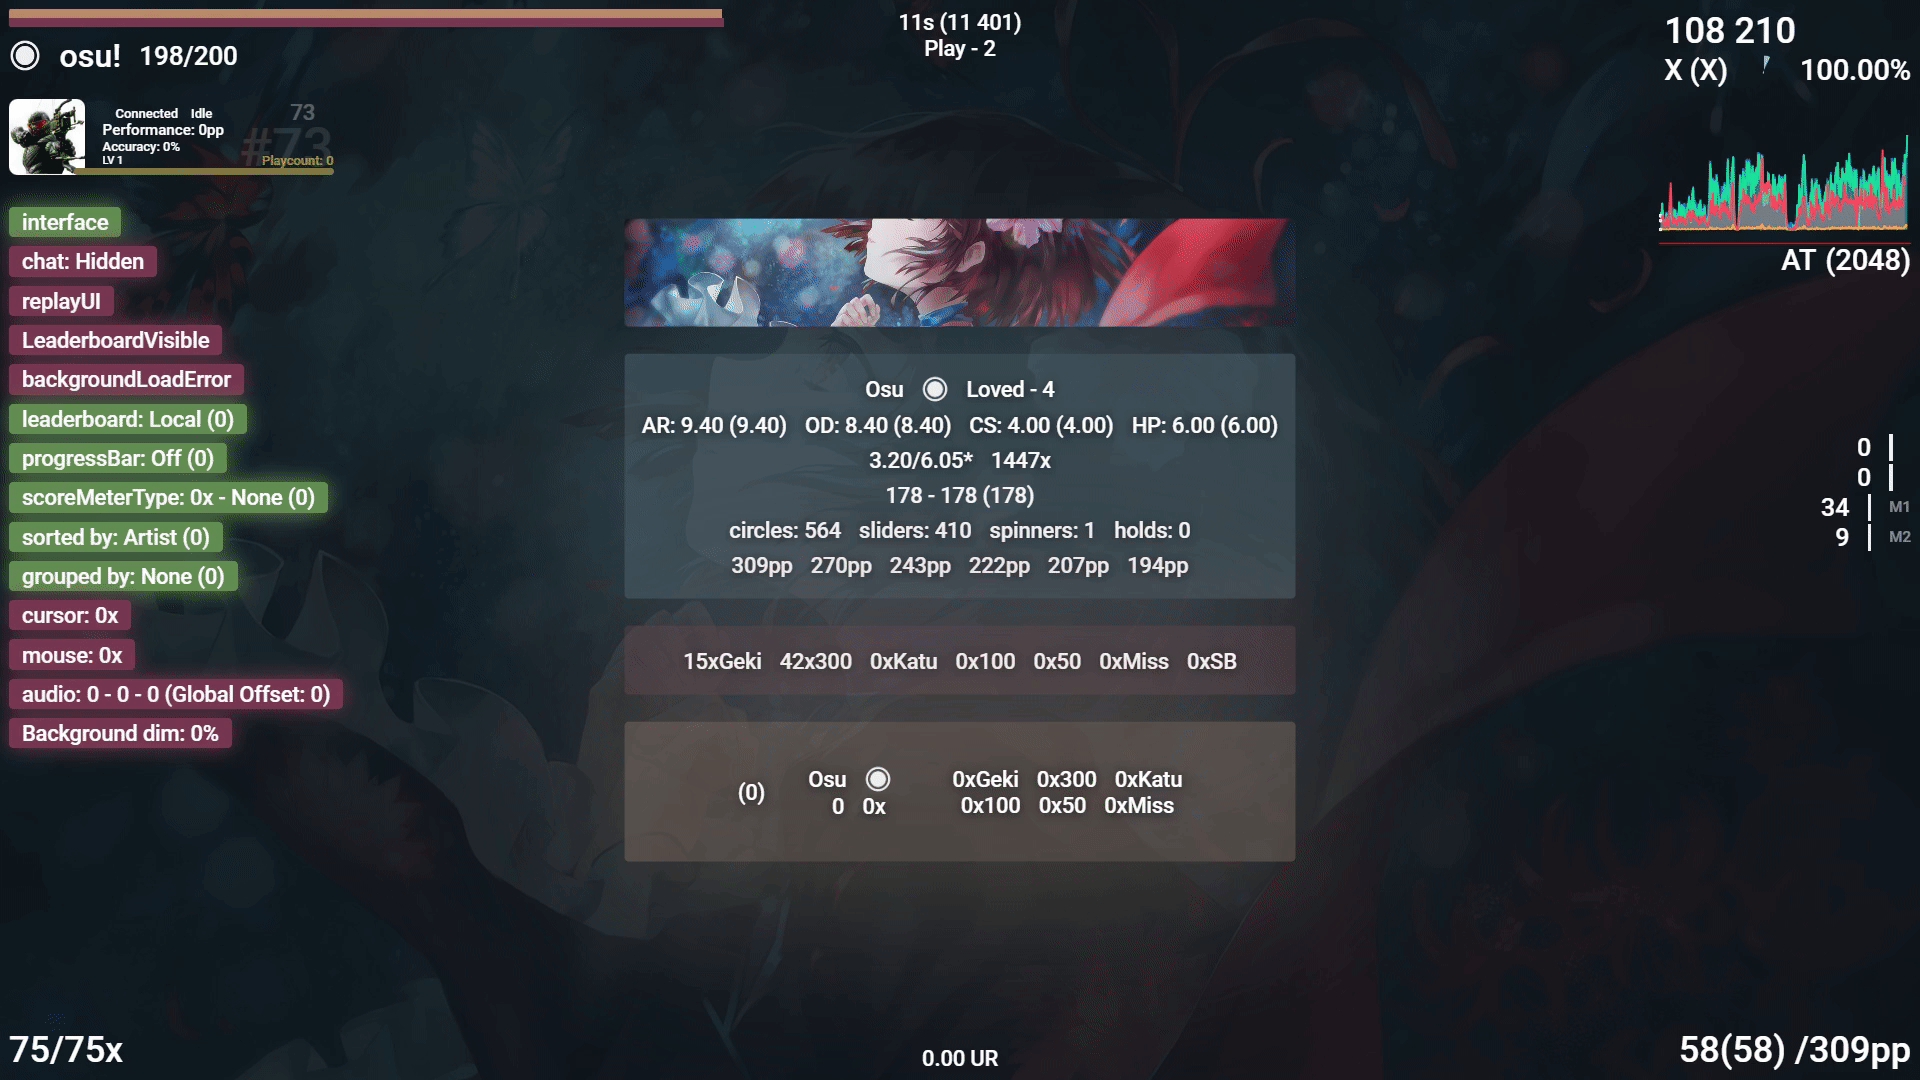 11s (11 401)
Play - 2
osu! 198/200
108 210
X (X) 100.00%
Connected Idle
73
Performance: 0pp
#73
Accuracy: 0%
LV 1
Playcount: 0
AT (2048)
interface
chat: Hidden
replayUI
LeaderboardVisible
backgroundLoadError
leaderboard: Local (0)
progressBar: Off (0)
scoreMeterType: 0x - None (0)
sorted by: Artist (0)
grouped by: None (0)
cursor: 0x
mouse: 0x
audio: 0 - 0 - 0 (Global Offset: 0)
Background dim: 0%
Osu Loved - 4
AR: 9.40 (9.40) OD: 8.40 (8.40) CS: 4.00 (4.00) HP: 6.00 (6.00)
3.20/6.05* 1447x
178 - 178 (178)
circles: 564 sliders: 410 spinners: 1 holds: 0
309pp 270pp 243pp 222pp 207pp 194pp
15xGeki 42x300 0xKatu 0x100 0x50 0xMiss 0xSB
(0)
Osu
0 0x
0xGeki 0x300 0xKatu
0x100 0x50 0xMiss
0
0
34 M1
9 M2
75/75x
0.00 UR
58(58) /309pp